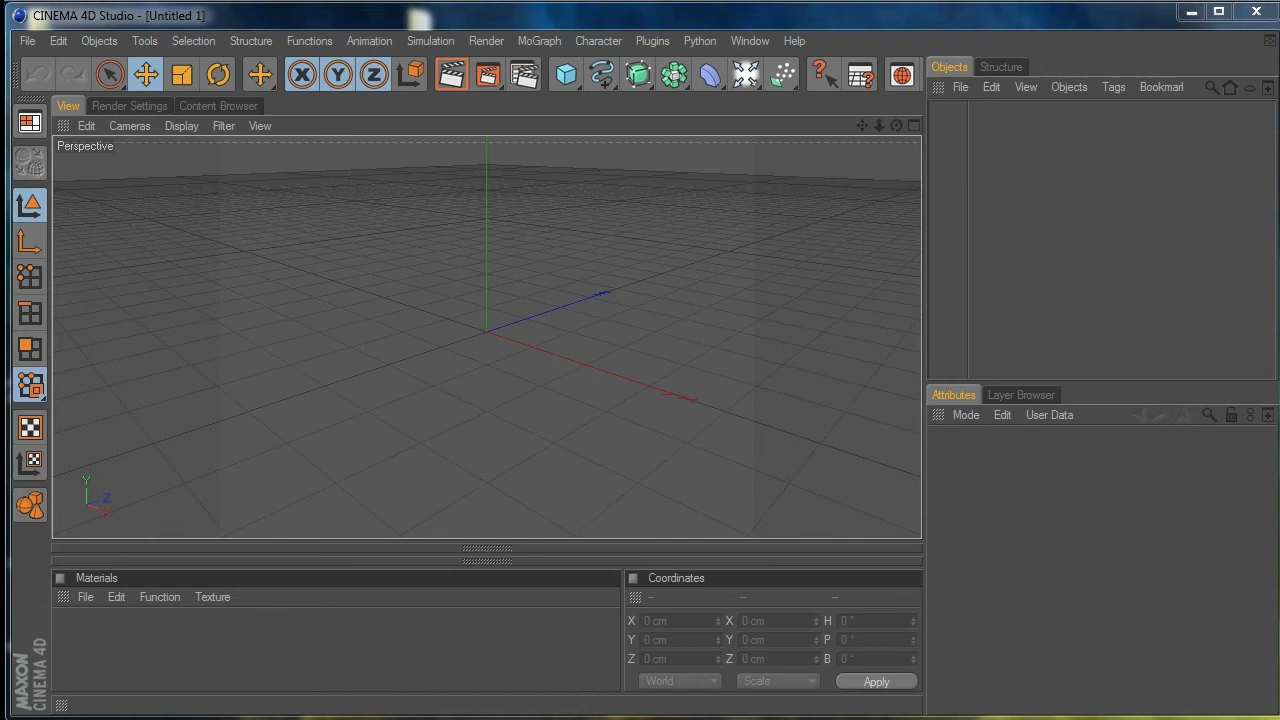 CINEMA 4D Studio - [Untitled 1]
File Edit Objects Tools Selection Structure Functions Animation Simulation Render MoGraph Character Plugins Python Window Help
X Y Z
Objects Structure
File Edit View Objects Tags Bookmarl
View Render Settings Content Browser
Edit Cameras Display Filter View
Perspective
Y
Z
X
Attributes Layer Browser
Mode Edit User Data
Materials
File Edit Function Texture
Coordinates
X 0 cm X 0 cm H 0 °
Y 0 cm Y 0 cm P 0 °
Z 0 cm Z 0 cm B 0 °
World Scale Apply
MAXON
CINEMA 4D